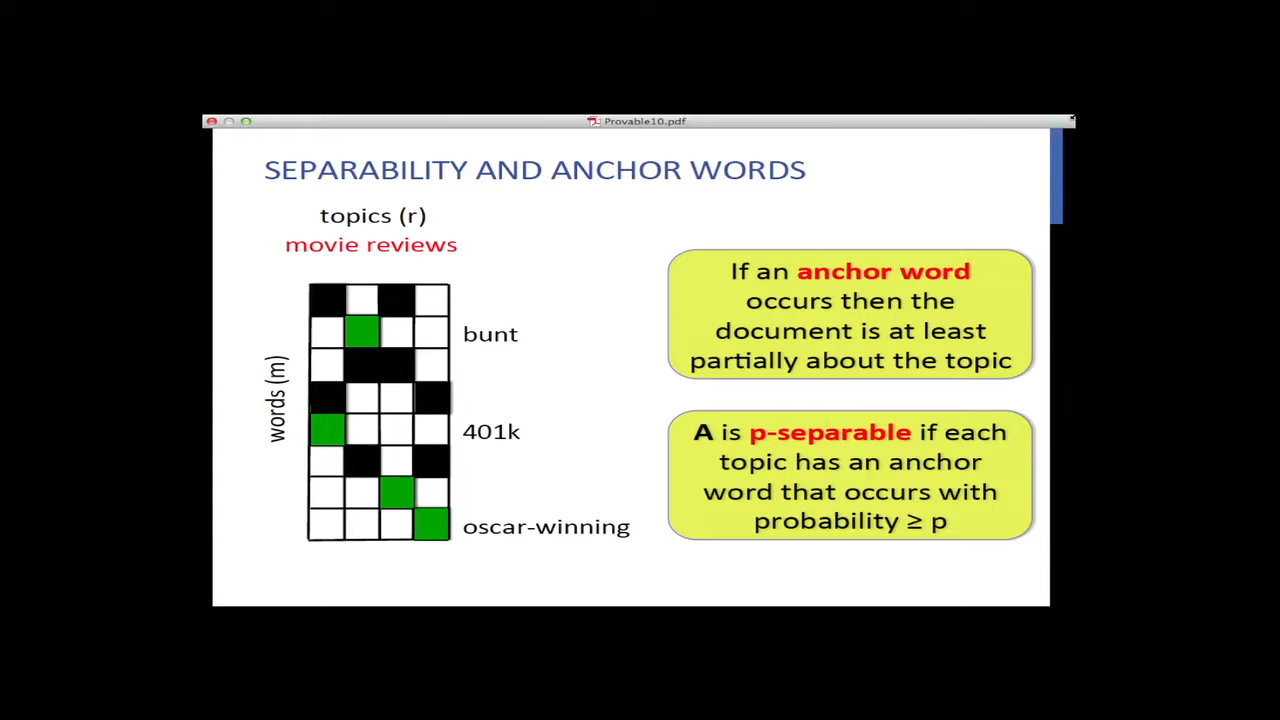 Provable10.pdf
SEPARABILITY AND ANCHOR WORDS
topics (r)
movie reviews
words (m)
bunt
401k
oscar-winning
If an anchor word
occurs then the
document is at least
partially about the topic
A is p-separable if each
topic has an anchor
word that occurs with
probability ≥ p